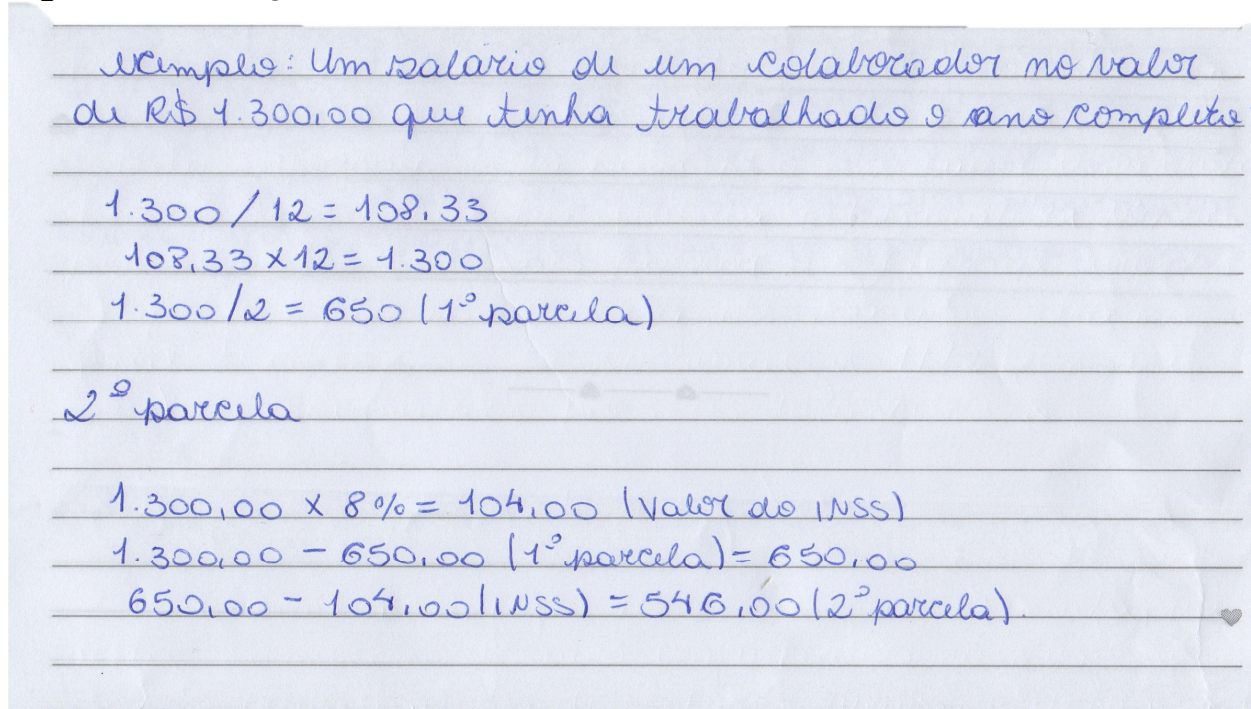 exemplo: Um salário de um colaborador no valor
de R$ 1.300,00 que tenha trabalhado o ano completo
1.300 / 12 = 108,33
108,33 x 12 = 1.300
1.300 / 2 = 650 (1º parcela)
2º parcela
1.300,00 x 8% = 104,00 (Valor do INSS)
1.300,00 - 650,00 (1º parcela) = 650,00
650,00 - 104,00 (INSS) = 546,00 (2º parcela).